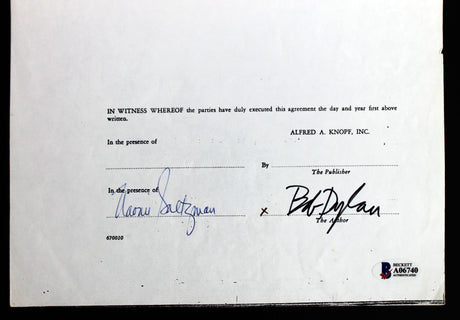 IN WITNESS WHEREOF the parties have duly executed this agreement the day and year first above
written.
ALFRED A. KNOPF, INC.
In the presence of
By
The Publisher
In the presence of
Naomi Saltzman
x Bob Dylan
The Author
670010
BECKETT
A06740
AUTHENTICATED